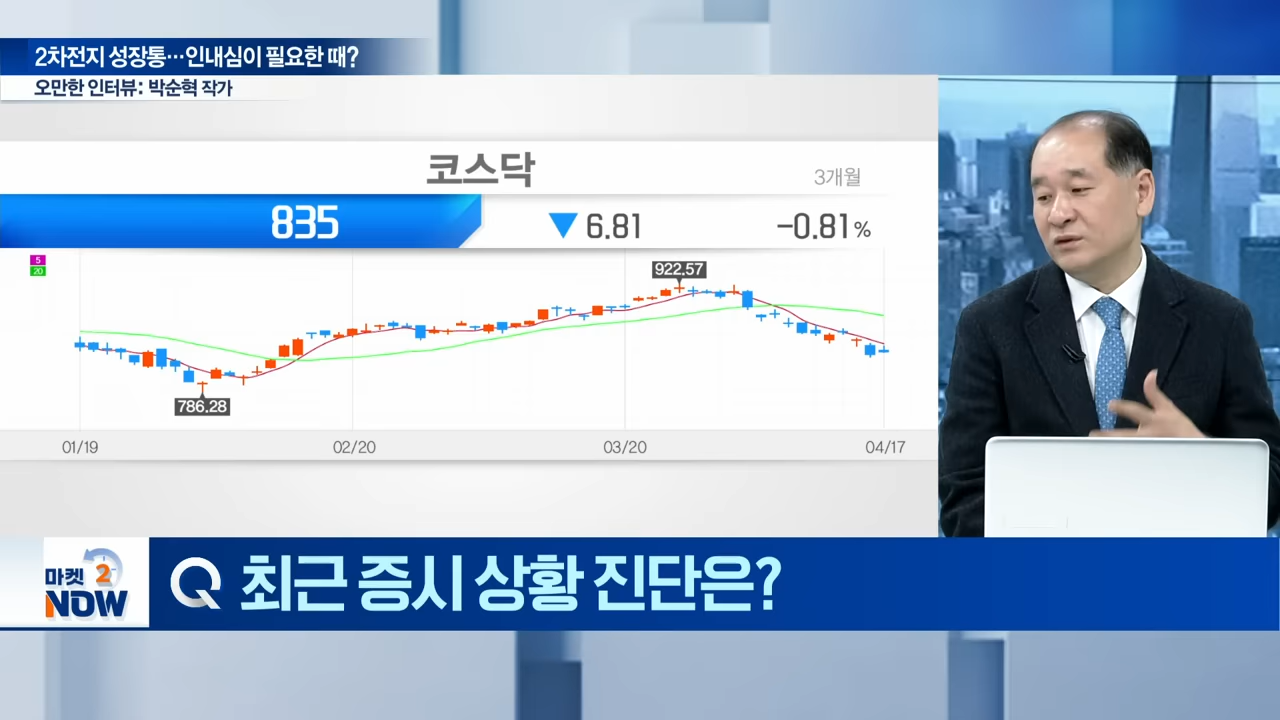 2차전지 성장통…인내심이 필요한 때?
오만한 인터뷰: 박순혁 작가
코스닥
3개월
835 ▼ 6.81 -0.81%
5
20
922.57
786.28
01/19 02/20 03/20 04/17
마켓 2
NOW
Q 최근 증시 상황 진단은?